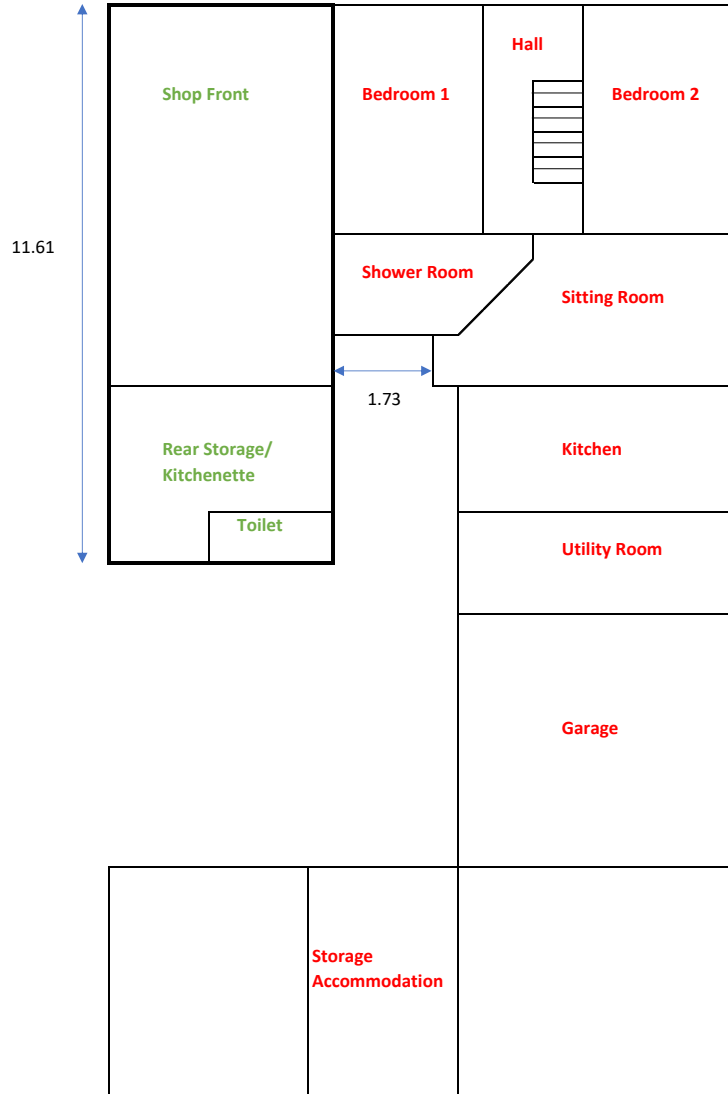 Hall
Shop Front
Bedroom 1
Bedroom 2
11.61
Shower Room
Sitting Room
1.73
Rear Storage/
Kitchenette
Kitchen
Toilet
Utility Room
Garage
Storage
Accommodation